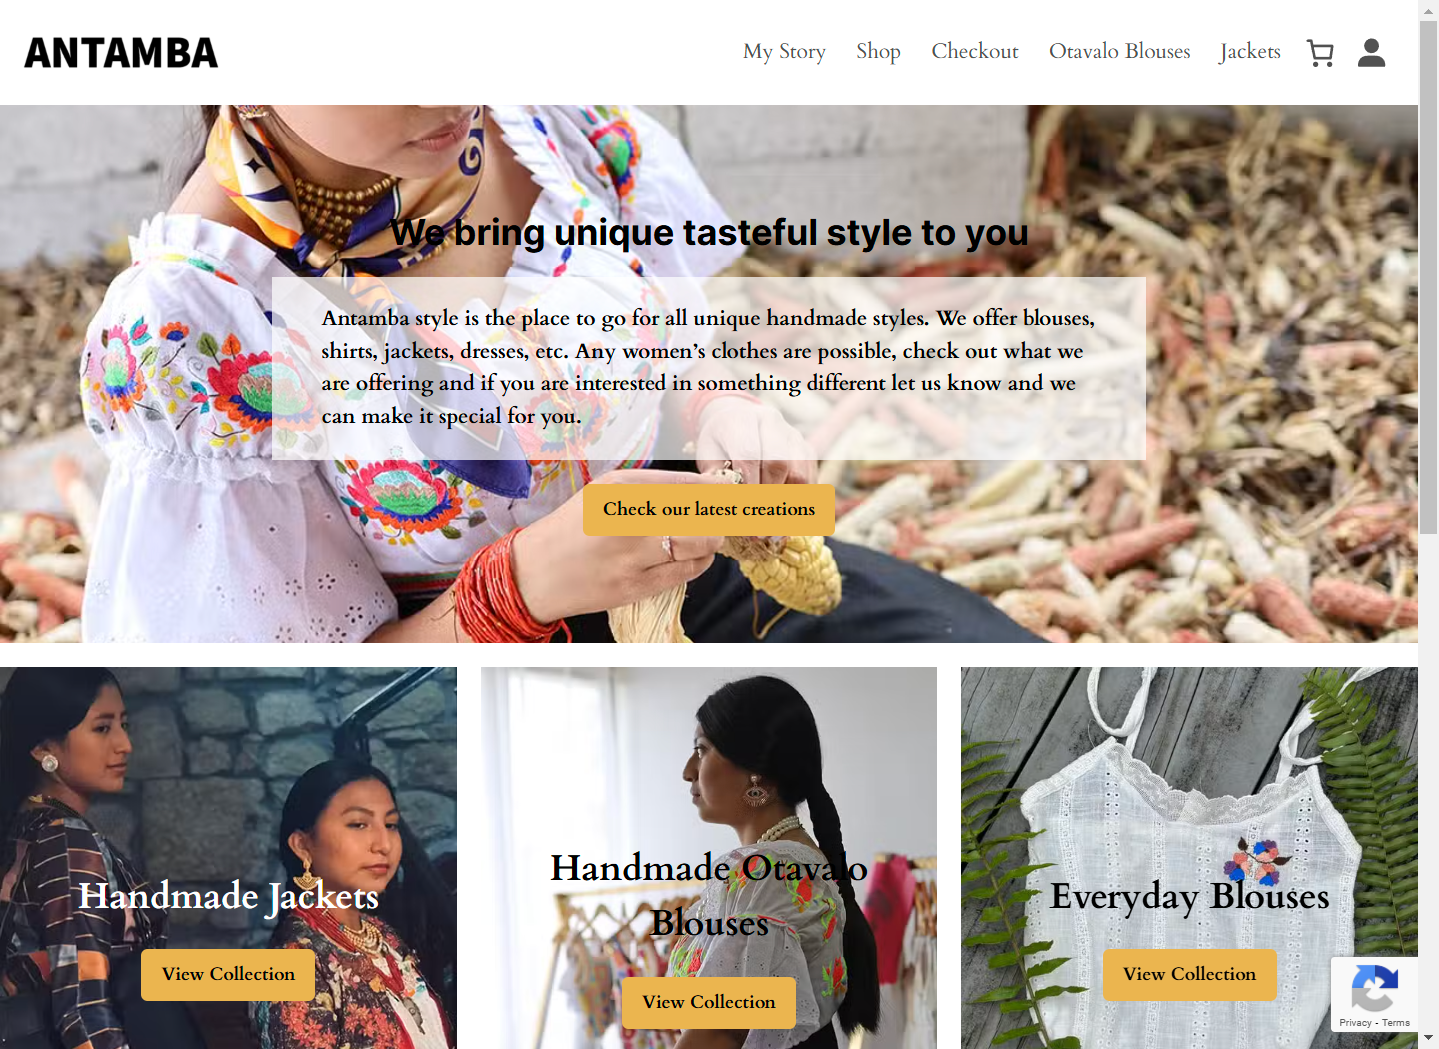 ANTAMBA
My Story Shop Checkout Otavalo Blouses Jackets
We bring unique tasteful style to you
Antamba style is the place to go for all unique handmade styles. We offer blouses,
shirts, jackets, dresses, etc. Any women’s clothes are possible, check out what we
are offering and if you are interested in something different let us know and we
can make it special for you.
Check our latest creations
Handmade Jackets
View Collection
Handmade Otavalo
Blouses
View Collection
Everyday Blouses
View Collection
Privacy - Terms